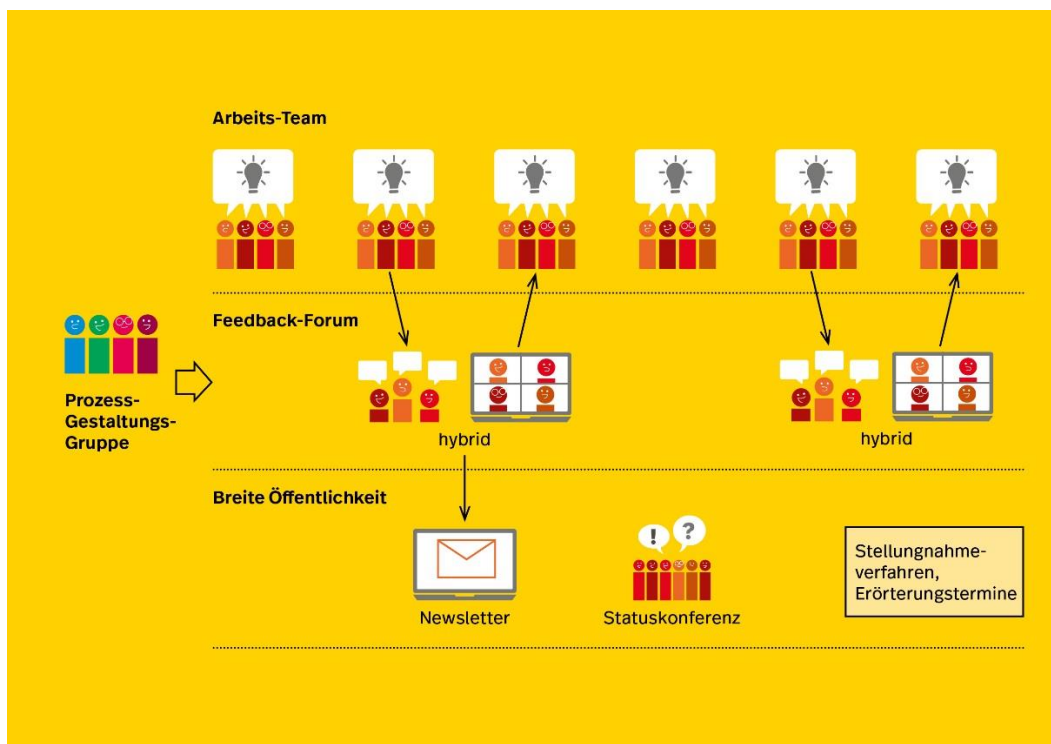 Arbeits-Team
Feedback-Forum
Prozess-
Gestaltungs-
Gruppe
hybrid
hybrid
Breite Öffentlichkeit
! ?
Newsletter
Statuskonferenz
Stellungnahme-
verfahren,
Erörterungstermine